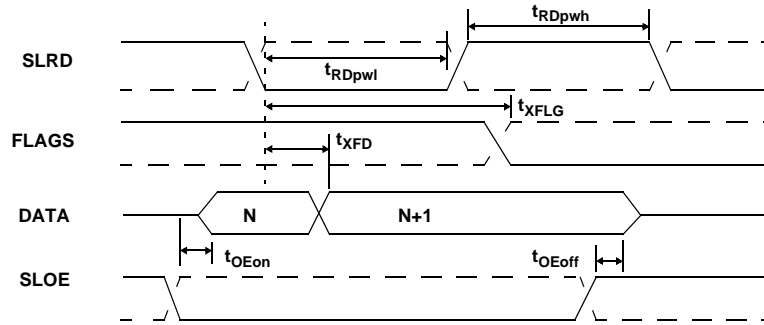 tRDpwh
SLRD
tRDpwl
tXFLG
FLAGS
tXFD
DATA
N
N+1
tOEon
tOEoff
SLOE